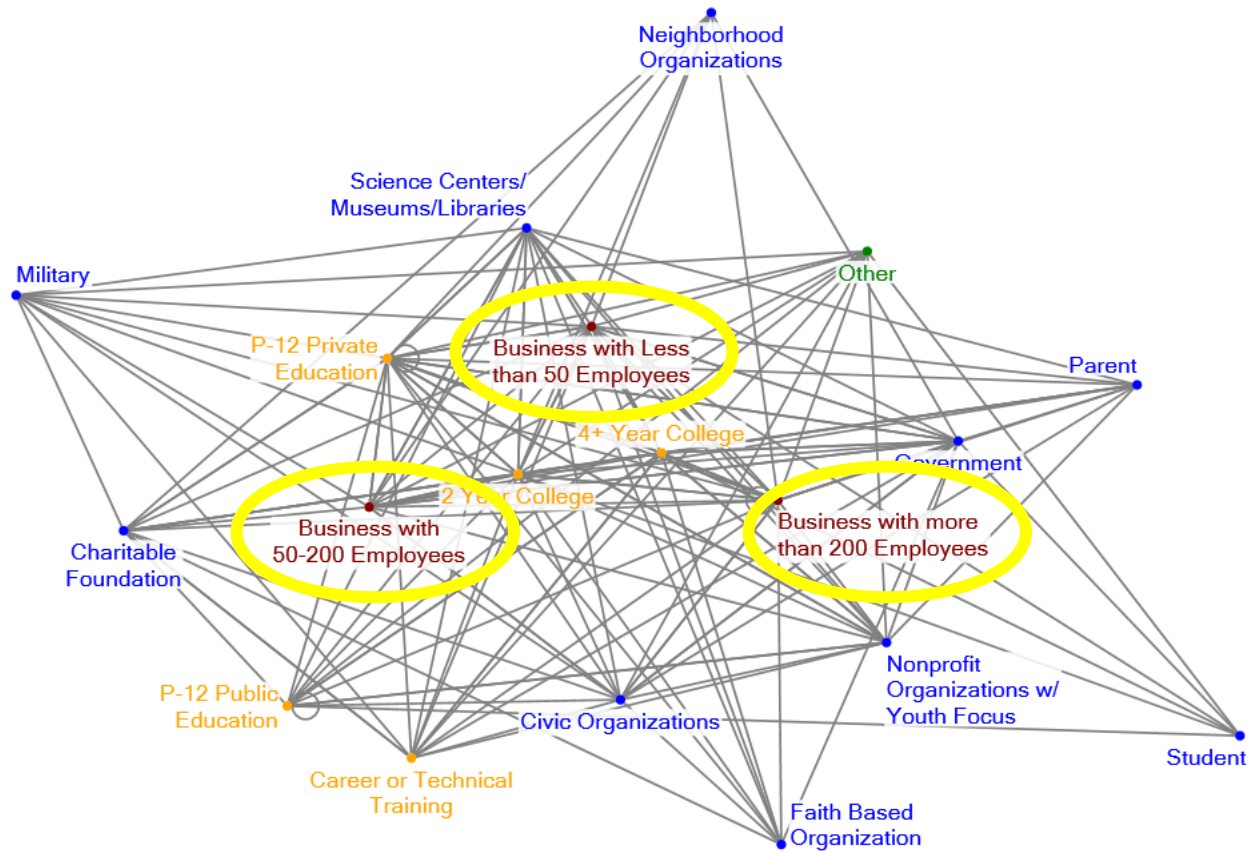 Neighborhood
Organizations
Science Centers/
Museums/Libraries
Military
Other
P-12 Private
Education
Business with Less
than 50 Employees
Parent
4+ Year College
Government
2 Year College
Business with
50-200 Employees
Business with more
than 200 Employees
Charitable
Foundation
Nonprofit
Organizations w/
Youth Focus
P-12 Public
Education
Civic Organizations
Student
Career or Technical
Training
Faith Based
Organization